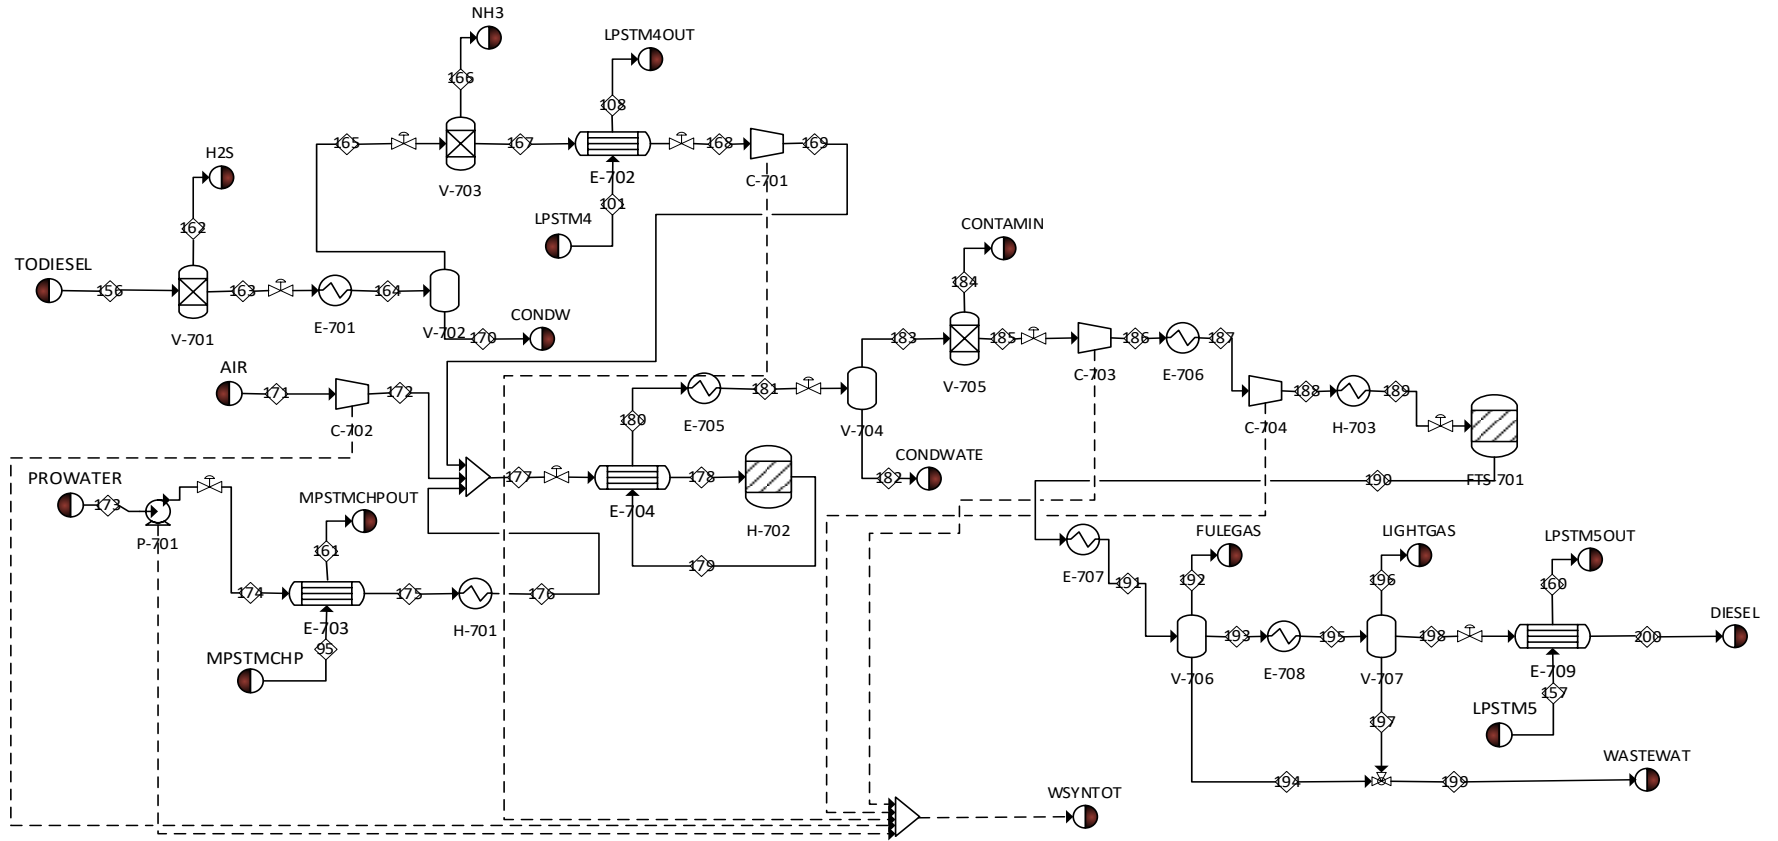 NH3
LPSTM4OUT
166
108
165
167
168
169
V-703
E-702
C-701
H2S
101
LPSTM4
162
CONTAMIN
TODIESEL
156
163
164
184
E-701
V-701
V-702
170
CONDW
183
185
186
187
V-705
C-703
E-706
AIR
171
172
181
188
189
C-702
180
E-705
V-704
C-704
H-703
CONDWATE
PROWATER
173
MPSTMCHPOUT
177
178
182
190
FTS-701
E-704
H-702
P-701
161
179
FULEGAS
LIGHTGAS
LPSTM5OUT
E-707
191
192
196
160
174
175
176
E-703
H-701
DIESEL
193
195
198
200
95
MPSTMCHP
V-706
E-708
V-707
E-709
157
LPSTM5
197
WASTEWAT
194
199
WSYNTOT